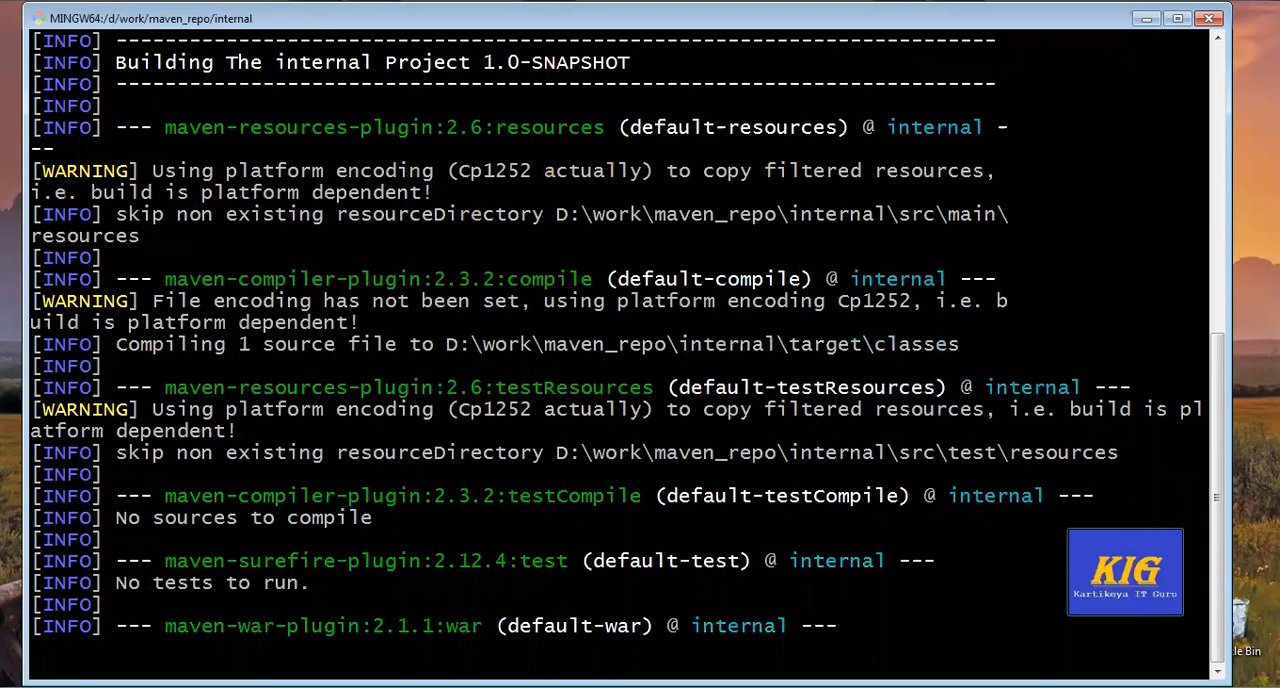 MINGW64:/d/work/maven_repo/internal
[INFO] ------------------------------------------------------------------------
[INFO] Building The internal Project 1.0-SNAPSHOT
[INFO] ------------------------------------------------------------------------
[INFO]
[INFO] --- maven-resources-plugin:2.6:resources (default-resources) @ internal -
--
[WARNING] Using platform encoding (Cp1252 actually) to copy filtered resources,
i.e. build is platform dependent!
[INFO] skip non existing resourceDirectory D:\work\maven_repo\internal\src\main\
resources
[INFO]
[INFO] --- maven-compiler-plugin:2.3.2:compile (default-compile) @ internal ---
[WARNING] File encoding has not been set, using platform encoding Cp1252, i.e. b
uild is platform dependent!
[INFO] Compiling 1 source file to D:\work\maven_repo\internal\target\classes
[INFO]
[INFO] --- maven-resources-plugin:2.6:testResources (default-testResources) @ internal ---
[WARNING] Using platform encoding (Cp1252 actually) to copy filtered resources, i.e. build is pl
atform dependent!
[INFO] skip non existing resourceDirectory D:\work\maven_repo\internal\src\test\resources
[INFO]
[INFO] --- maven-compiler-plugin:2.3.2:testCompile (default-testCompile) @ internal ---
[INFO] No sources to compile
[INFO]
[INFO] --- maven-surefire-plugin:2.12.4:test (default-test) @ internal ---
[INFO] No tests to run.
[INFO]
[INFO] --- maven-war-plugin:2.1.1:war (default-war) @ internal ---
KIG
Kartikeya IT Guru
Bin